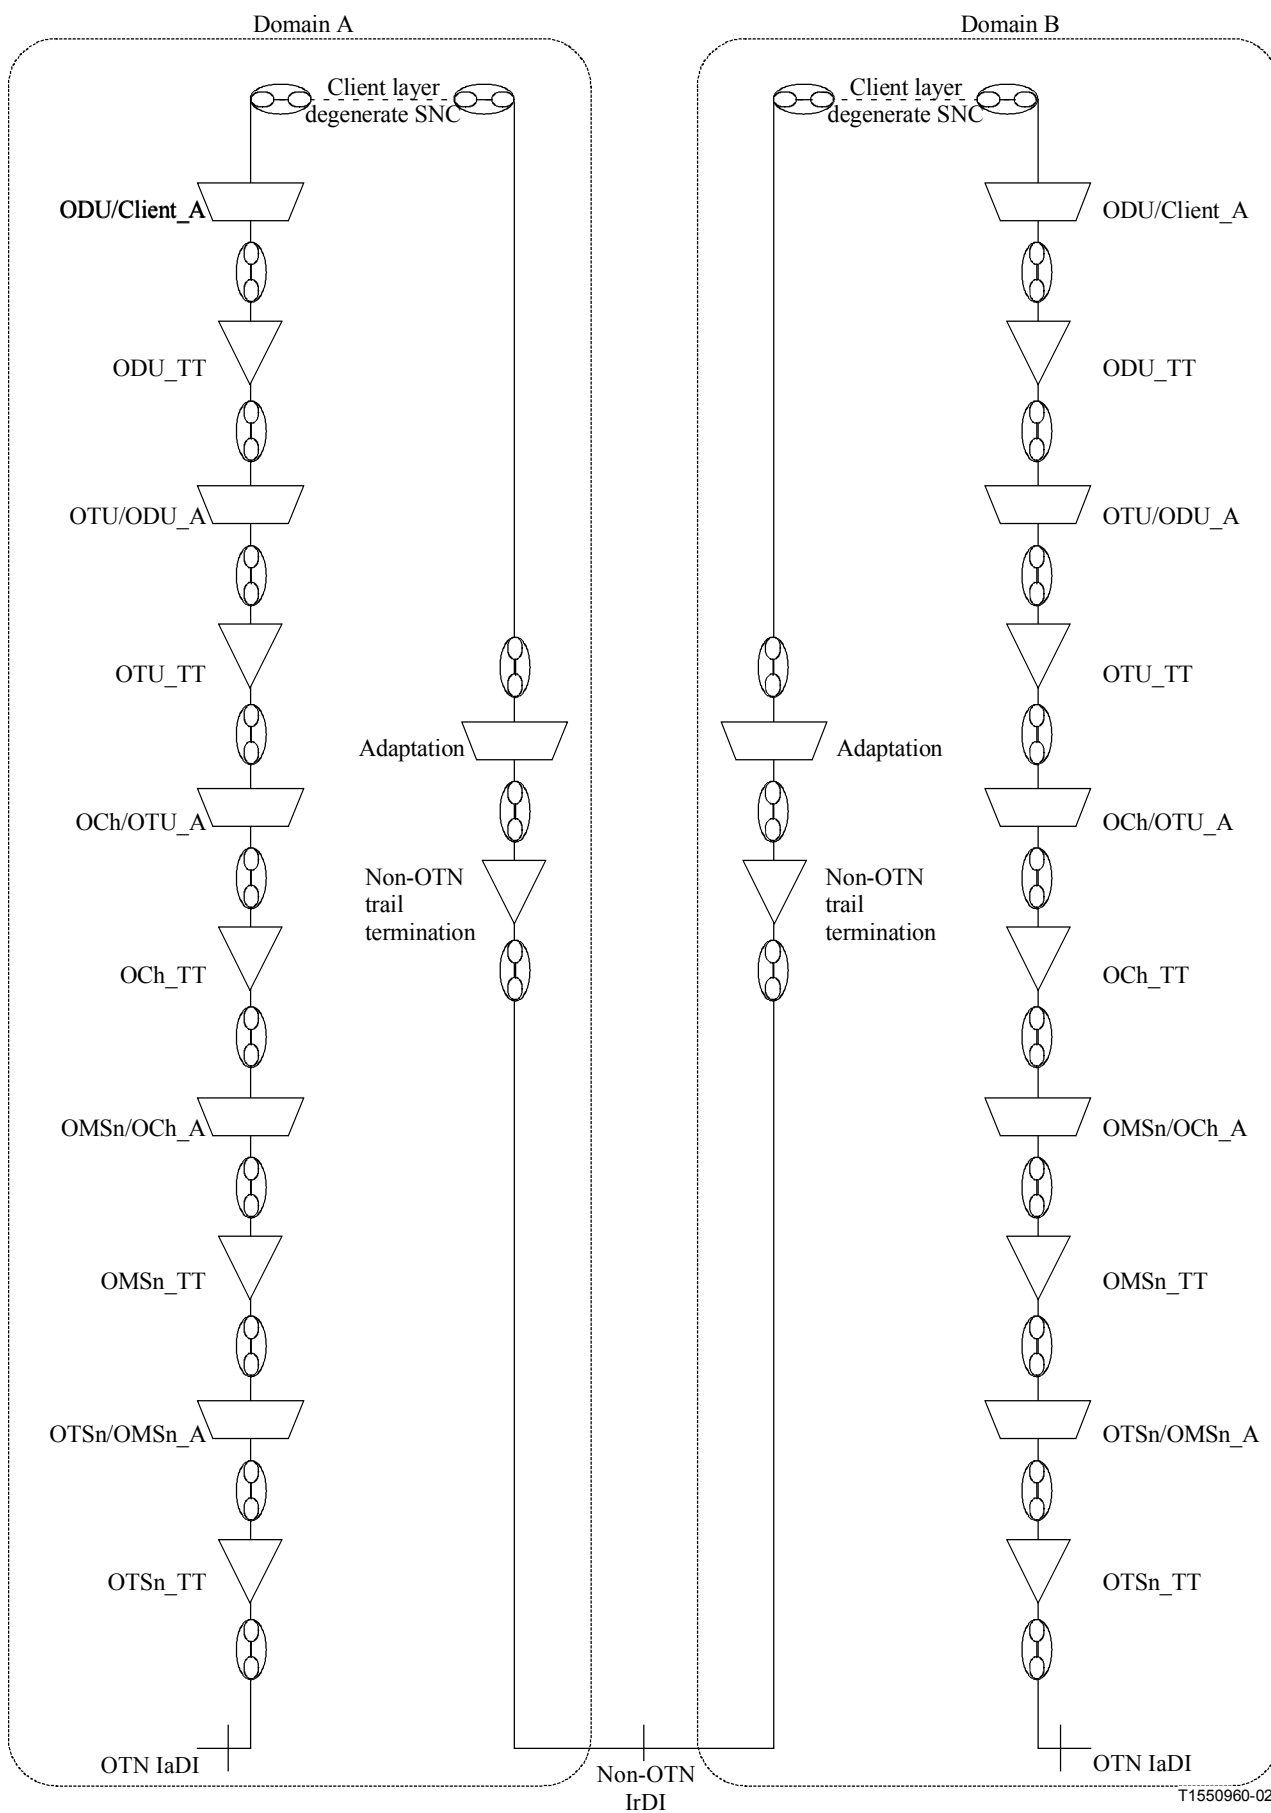 Domain A
Domain B
Client layer
degenerate SNC
Client layer
degenerate SNC
ODU/Client_A
ODU/Client_A
ODU_TT
ODU_TT
OTU/ODU_A
OTU/ODU_A
OTU_TT
OTU_TT
Adaptation
Adaptation
OCh/OTU_A
OCh/OTU_A
Non-OTN
trail
termination
Non-OTN
trail
termination
OCh_TT
OCh_TT
OMSn/OCh_A
OMSn/OCh_A
OMSn_TT
OMSn_TT
OTSn/OMSn_A
OTSn/OMSn_A
OTSn_TT
OTSn_TT
OTN IaDI
Non-OTN
IrDI
OTN IaDI
T1550960-02